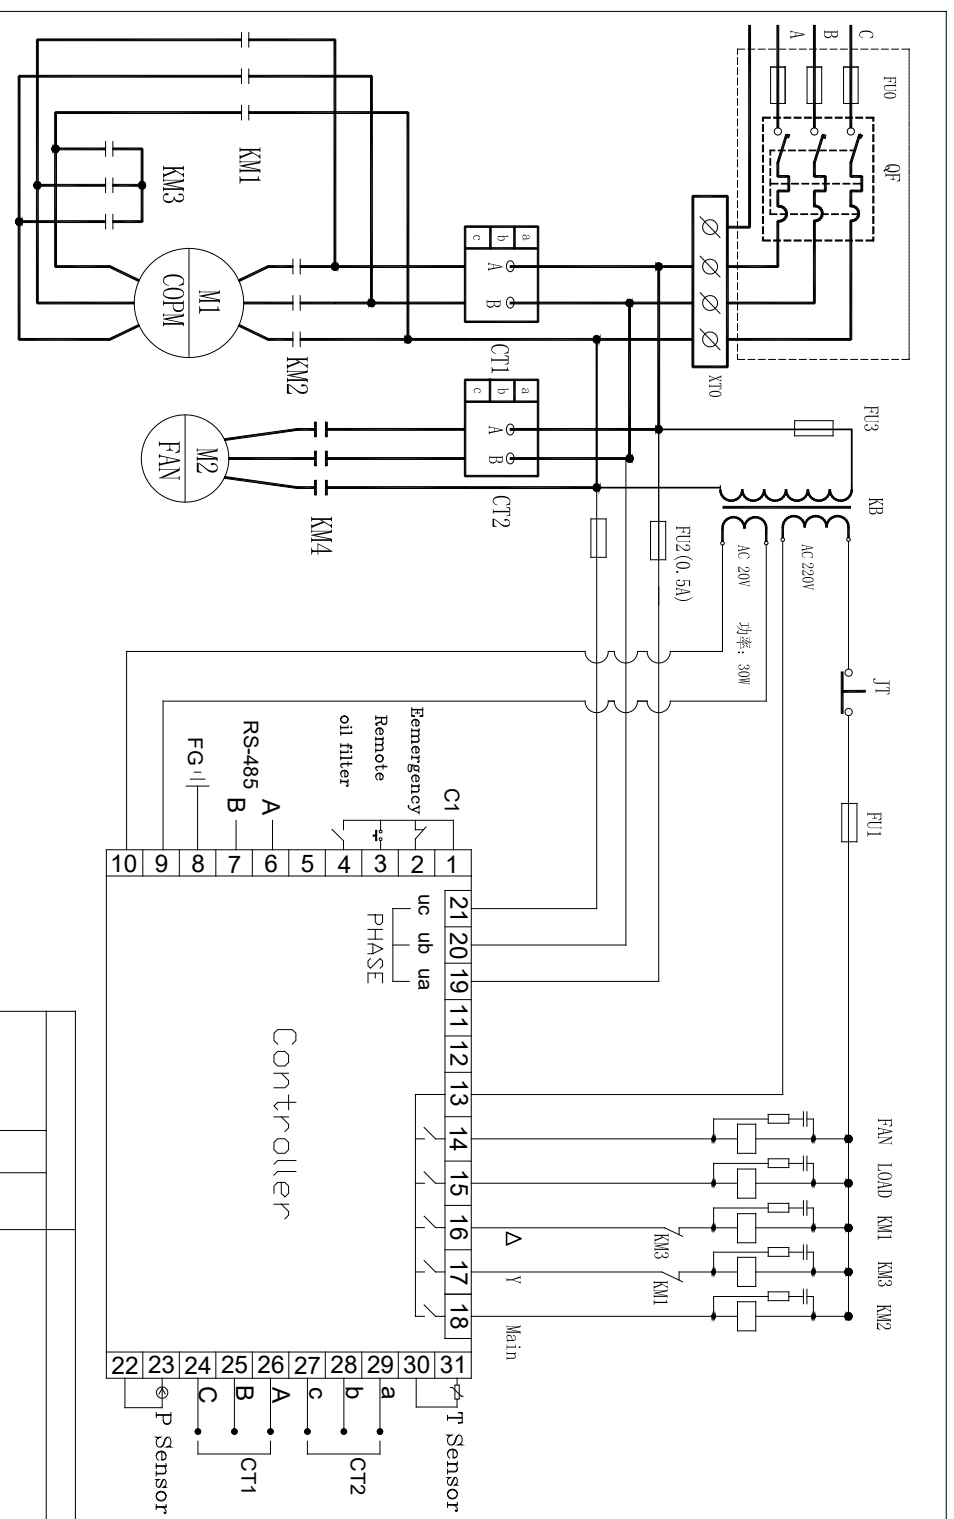 A
B
C
FU0
QF
XT0
KM1
KM3
M1
COPM
KM2
a
b
c
A
B
CT1
a
b
c
A
B
CT2
M2
FAN
KM4
FU3
KB
FU2(0.5A)
AC 20V
AC 220V
功率: 30W
JT
FU1
C1
Eemergency
Remote
oil filter
RS-485
A
B
FG
1
2
3
4
5
6
7
8
9
10
21
20
19
11
12
13
14
15
16
17
18
uc
ub
ua
PHASE
Controller
FAN
LOAD
KM1
KM3
KM2
KM3
KM1
Δ
Y
Main
22
23
24
25
26
27
28
29
30
31
C
B
A
c
b
a
P Sensor
CT1
CT2
T Sensor